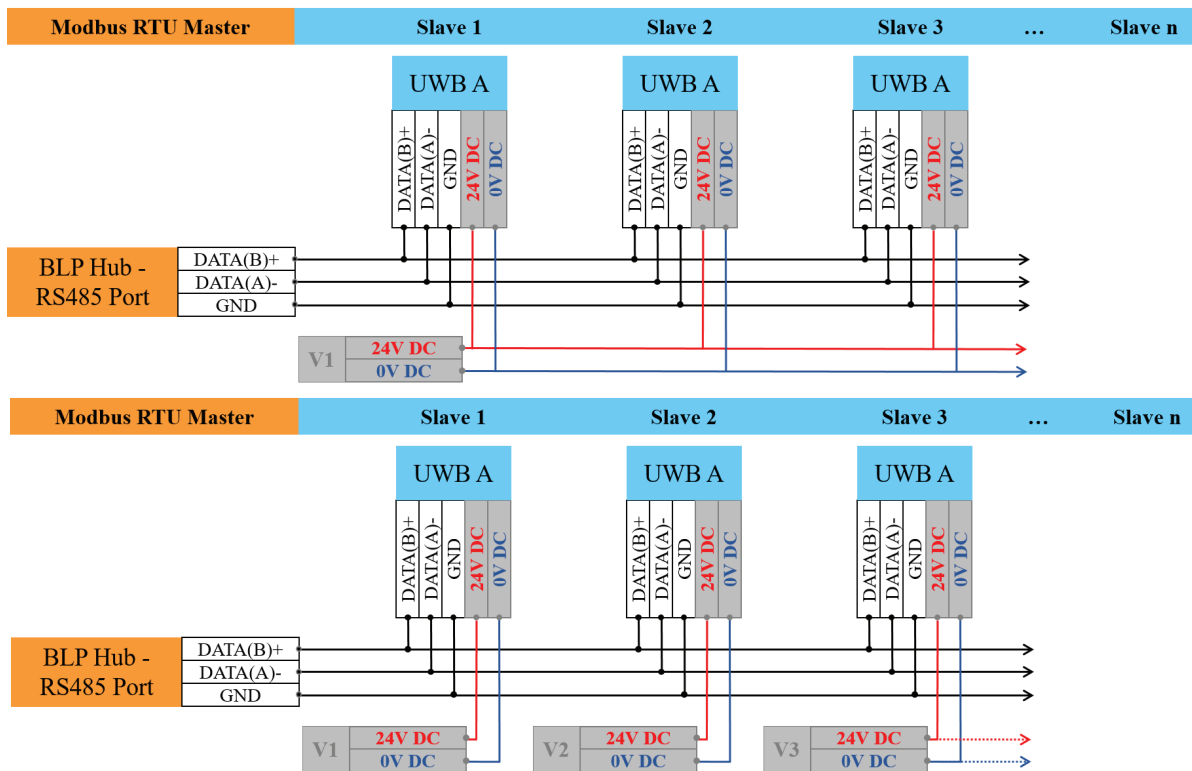 Modbus RTU Master Slave 1 Slave 2 Slave 3 ... Slave n
UWB A UWB A UWB A
DATA(B)+ DATA(A)- GND 24V DC 0V DC DATA(B)+ DATA(A)- GND 24V DC 0V DC DATA(B)+ DATA(A)- GND 24V DC 0V DC
BLP Hub -
RS485 Port
DATA(B)+
DATA(A)-
GND
V1
24V DC
0V DC
Modbus RTU Master Slave 1 Slave 2 Slave 3 ... Slave n
UWB A UWB A UWB A
DATA(B)+ DATA(A)- GND 24V DC 0V DC DATA(B)+ DATA(A)- GND 24V DC 0V DC DATA(B)+ DATA(A)- GND 24V DC 0V DC
BLP Hub -
RS485 Port
DATA(B)+
DATA(A)-
GND
V1
24V DC
0V DC
V2
24V DC
0V DC
V3
24V DC
0V DC